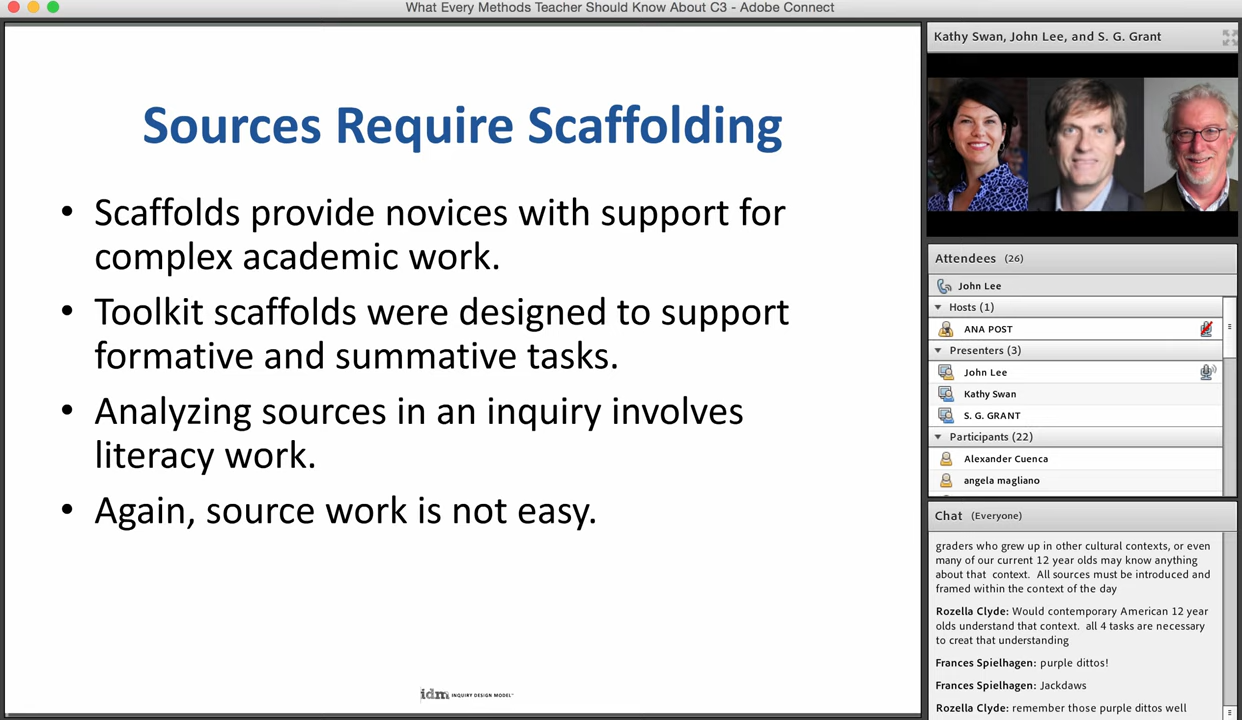 What Every Methods Teacher Should Know About C3 - Adobe Connect
Sources Require Scaffolding
• Scaffolds provide novices with support for
complex academic work.
• Toolkit scaffolds were designed to support
formative and summative tasks.
• Analyzing sources in an inquiry involves
literacy work.
• Again, source work is not easy.
idm INQUIRY DESIGN MODEL™
Kathy Swan, John Lee, and S. G. Grant
Attendees (26)
John Lee
Hosts (1)
ANA POST
Presenters (3)
John Lee
Kathy Swan
S. G. GRANT
Participants (22)
Alexander Cuenca
angela magliano
Chat (Everyone)
graders who grew up in other cultural contexts, or even
many of our current 12 year olds may know anything
about that context. All sources must be introduced and
framed within the context of the day
Rozella Clyde: Would contemporary American 12 year
olds understand that context. all 4 tasks are necessary
to creat that understanding
Frances Spielhagen: purple dittos!
Frances Spielhagen: Jackdaws
Rozella Clyde: remember those purple dittos well